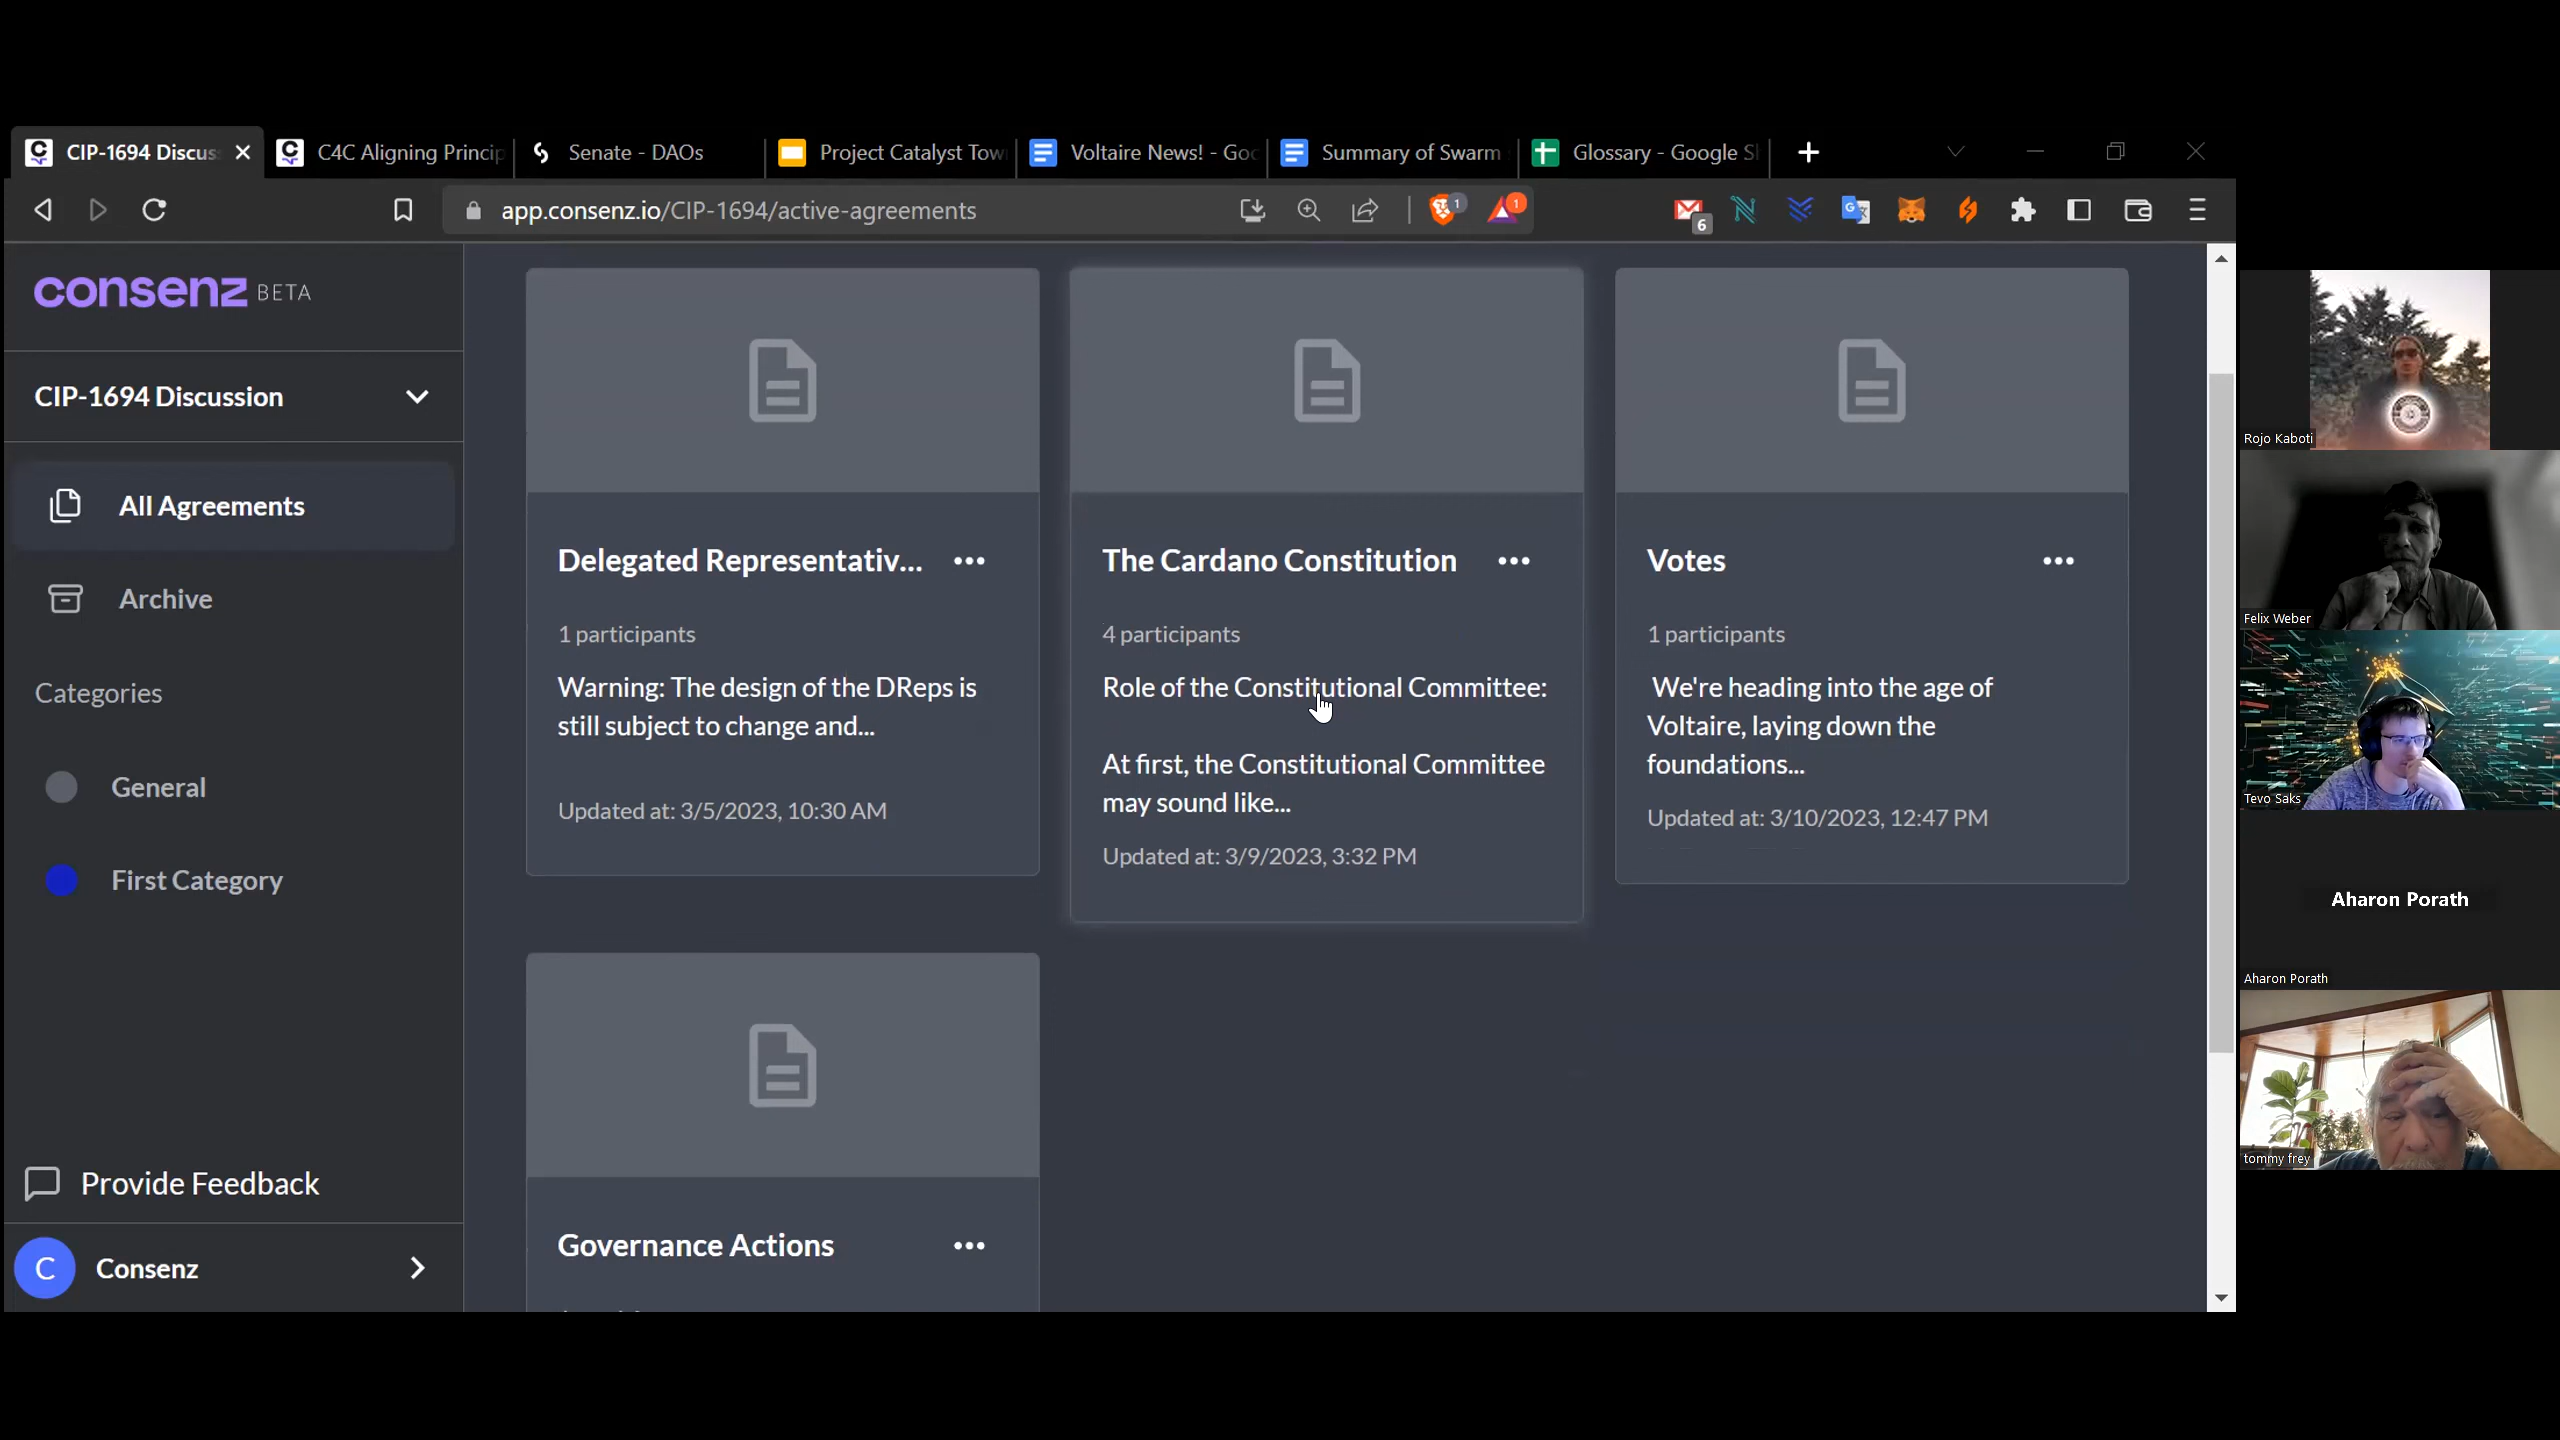 CIP-1694 Discus
C4C Aligning Princip
Senate - DAOs
Project Catalyst Tow
Voltaire News! - Goo
Summary of Swarm
Glossary - Google Sh
app.consenz.io/CIP-1694/active-agreements
1
1
6
consenz BETA
CIP-1694 Discussion
All Agreements
Archive
Categories
General
First Category
Provide Feedback
C
Consenz
Delegated Representativ...
1 participants
Warning: The design of the DReps is
still subject to change and...
Updated at: 3/5/2023, 10:30 AM
The Cardano Constitution
4 participants
Role of the Constitutional Committee:
At first, the Constitutional Committee
may sound like...
Updated at: 3/9/2023, 3:32 PM
Votes
1 participants
We're heading into the age of
Voltaire, laying down the
foundations...
Updated at: 3/10/2023, 12:47 PM
Governance Actions
Rojo Kaboti
Felix Weber
Tevo Saks
Aharon Porath
Aharon Porath
tommy frey